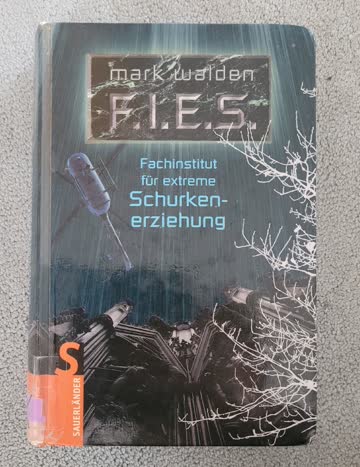 mark walden
F.I.E.S.
Fachinstitut
für extreme
Schurken-
erziehung
S
SAUERLÄNDER